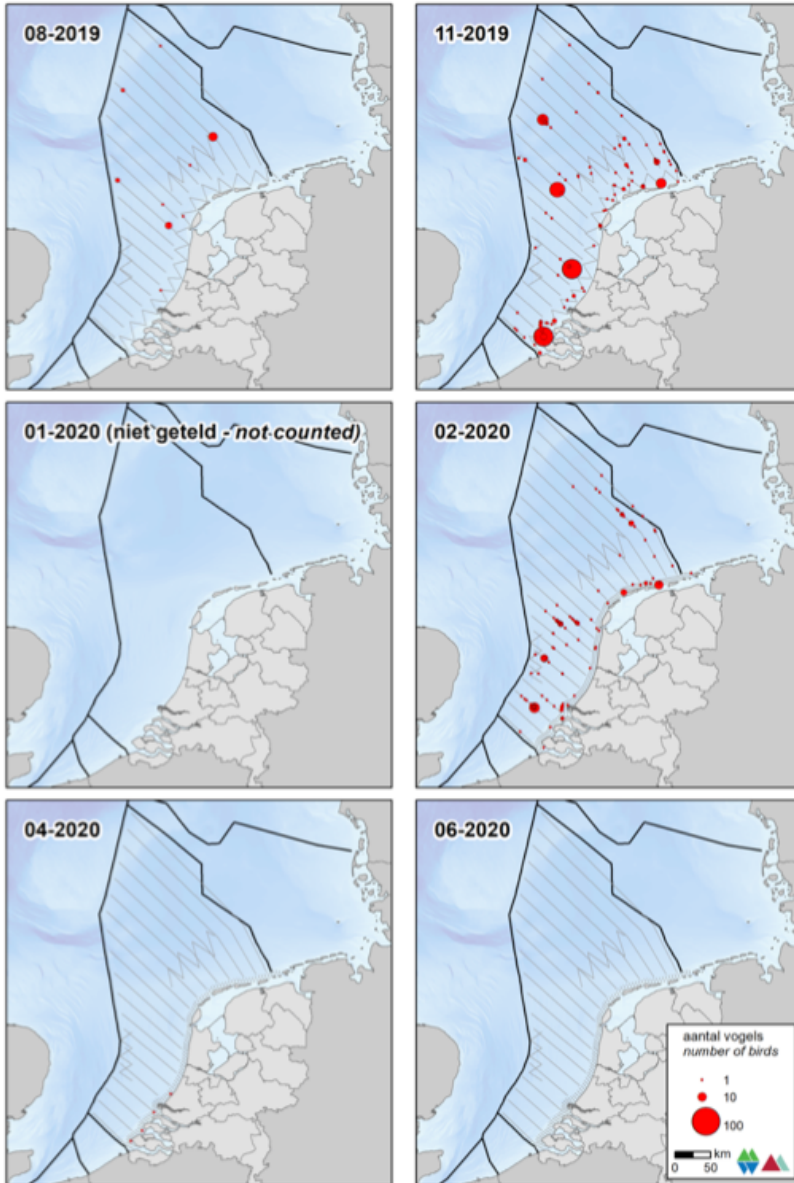 08-2019
11-2019
01-2020 (niet geteld - not counted)
02-2020
04-2020
06-2020
aantal vogels
number of birds
1
10
100
km
0 50